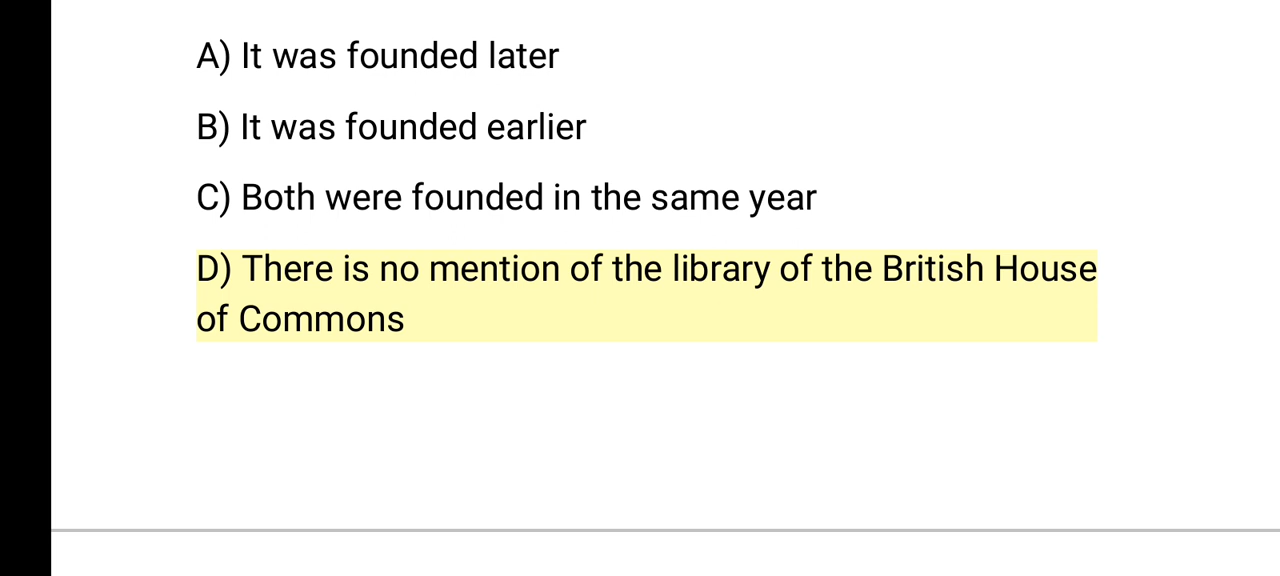 A) It was founded later
B) It was founded earlier
C) Both were founded in the same year
D) There is no mention of the library of the British House
of Commons